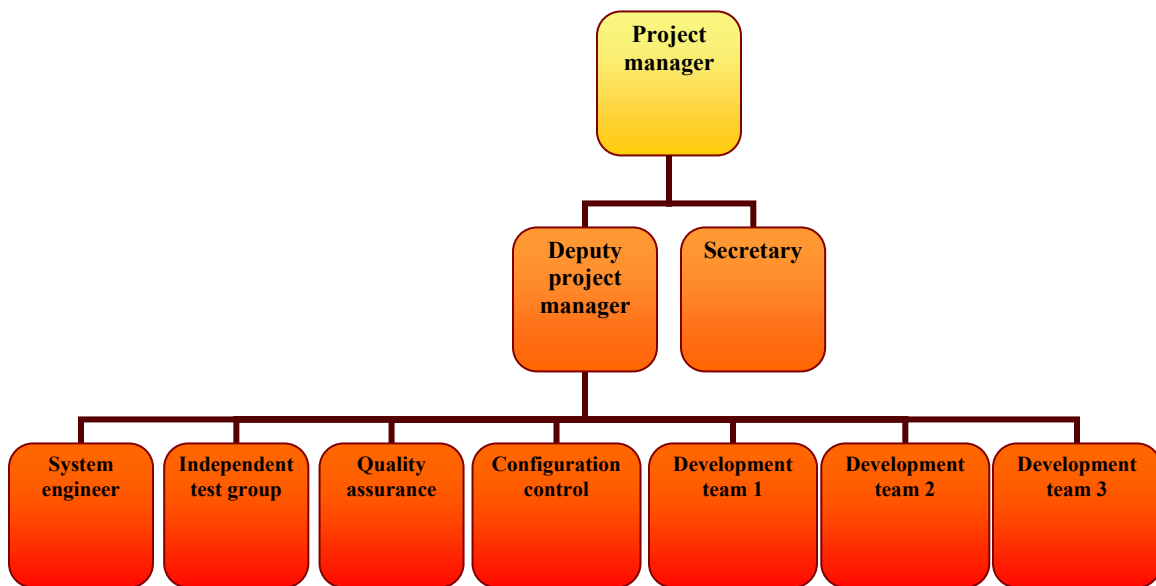 Project
manager
Deputy
project
manager
Secretary
System
engineer
Independent
test group
Quality
assurance
Configuration
control
Development
team 1
Development
team 2
Development
team 3